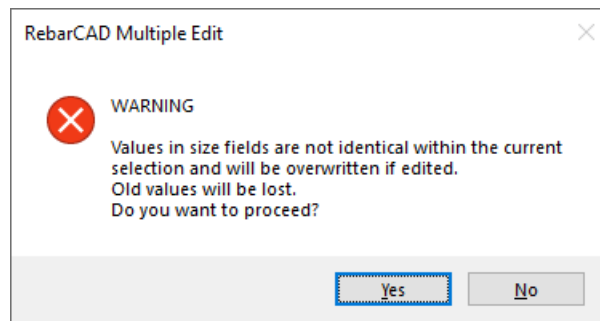 RebarCAD Multiple Edit
WARNING
Values in size fields are not identical within the current
selection and will be overwritten if edited.
Old values will be lost.
Do you want to proceed?
Yes
No